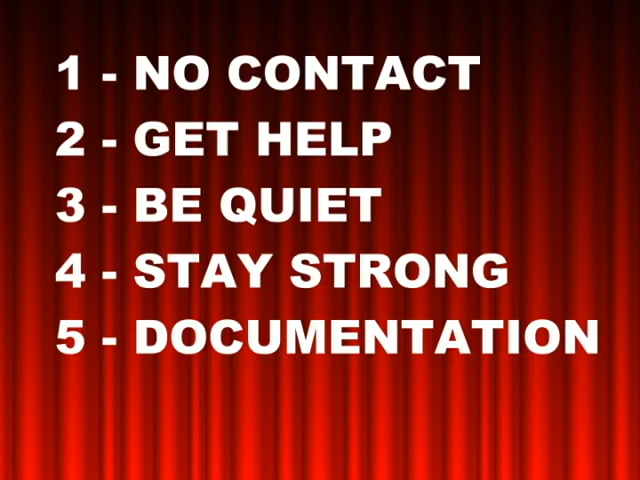 1 - NO CONTACT
2 - GET HELP
3 - BE QUIET
4 - STAY STRONG
5 - DOCUMENTATION